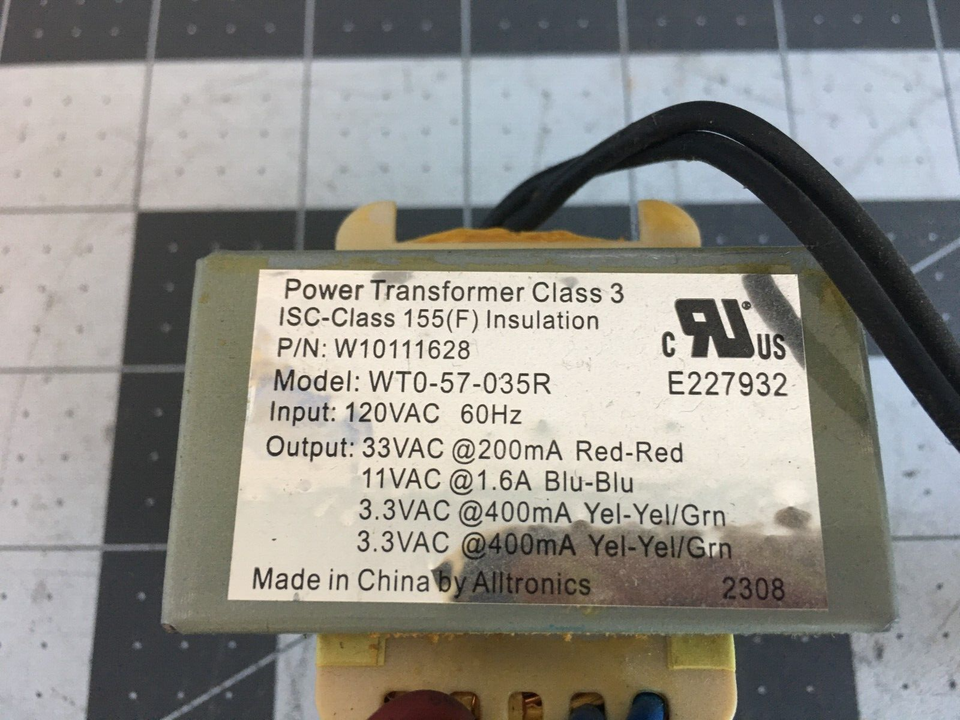 Power Transformer Class 3
ISC-Class 155(F) Insulation
P/N: W10111628
Model: WT0-57-035R
Input: 120VAC 60Hz
Output: 33VAC @200mA Red-Red
11VAC @1.6A Blu-Blu
3.3VAC @400mA Yel-Yel/Grn
3.3VAC @400mA Yel-Yel/Grn
Made in China by Alltronics 2308
C RU ® US
E227932